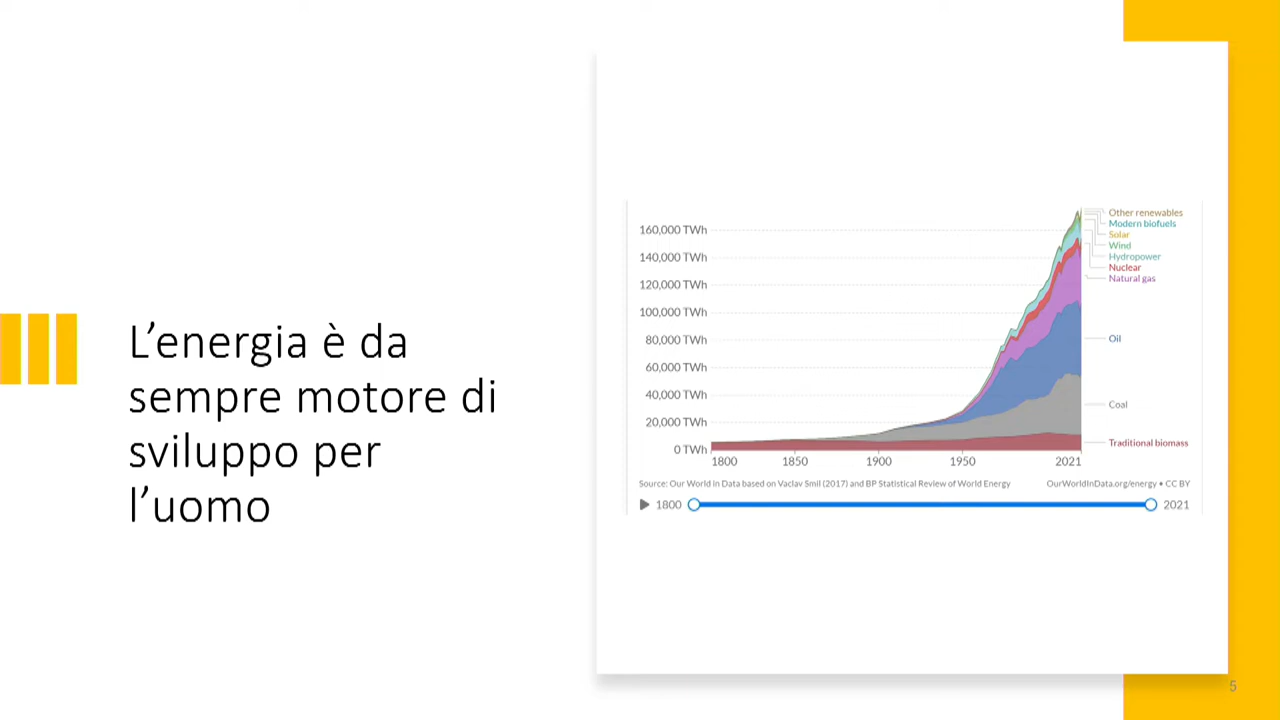 L'energia è da
sempre motore di
sviluppo per
l'uomo
160,000 TWh
140,000 TWh
120,000 TWh
100,000 TWh
80,000 TWh
60,000 TWh
40,000 TWh
20,000 TWh
0 TWh
1800 1850 1900 1950 2021
Other renewables
Modern biofuels
Solar
Wind
Hydropower
Nuclear
Natural gas
Oil
Coal
Traditional biomass
Source: Our World in Data based on Vaclav Smil (2017) and BP Statistical Review of World Energy
OurWorldInData.org/energy • CC BY
1800 2021
5